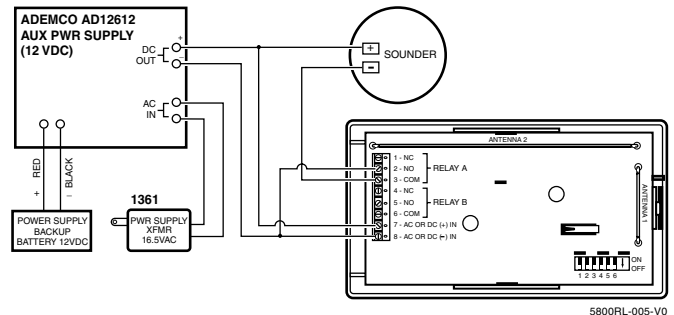 ADEMCO AD12612
AUX PWR SUPPLY
(12 VDC)
+
DC
OUT
AC
IN
+ RED
– BLACK
POWER SUPPLY
BACKUP
BATTERY 12VDC
1361
PWR SUPPLY
XFMR
16.5VAC
+
SOUNDER
–
ANTENNA 2
1 - NC
2 - NO
3 - COM
RELAY A
4 - NC
5 - NO
6 - COM
RELAY B
7 - AC OR DC (+) IN
8 - AC OR DC (–) IN
ANTENNA 1
ON
OFF
1 2 3 4 5 6
5800RL-005-V0